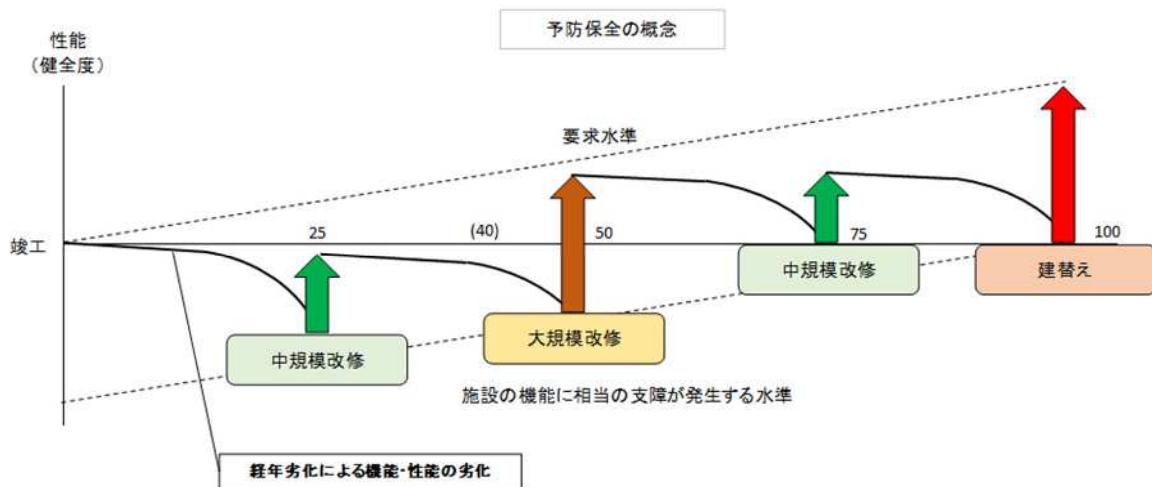 予防保全の概念
性能
（健全度）
要求水準
竣工
25
(40)
50
75
100
中規模改修
大規模改修
中規模改修
建替え
施設の機能に相当の支障が発生する水準
経年劣化による機能・性能の劣化